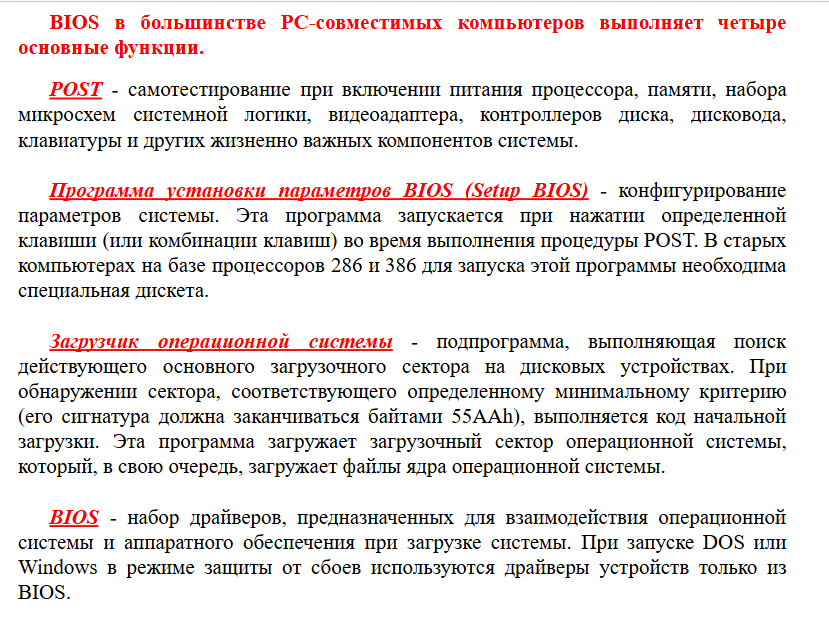 BIOS в большинстве PC-совместимых компьютеров выполняет четыре
основные функции.
POST - самотестирование при включении питания процессора, памяти, набора
микросхем системной логики, видеоадаптера, контроллеров диска, дисковода,
клавиатуры и других жизненно важных компонентов системы.
Программа установки параметров BIOS (Setup BIOS) - конфигурирование
параметров системы. Эта программа запускается при нажатии определенной
клавиши (или комбинации клавиш) во время выполнения процедуры POST. В старых
компьютерах на базе процессоров 286 и 386 для запуска этой программы необходима
специальная дискета.
Загрузчик операционной системы - подпрограмма, выполняющая поиск
действующего основного загрузочного сектора на дисковых устройствах. При
обнаружении сектора, соответствующего определенному минимальному критерию
(его сигнатура должна заканчиваться байтами 55AAh), выполняется код начальной
загрузки. Эта программа загружает загрузочный сектор операционной системы,
который, в свою очередь, загружает файлы ядра операционной системы.
BIOS - набор драйверов, предназначенных для взаимодействия операционной
системы и аппаратного обеспечения при загрузке системы. При запуске DOS или
Windows в режиме защиты от сбоев используются драйверы устройств только из
BIOS.